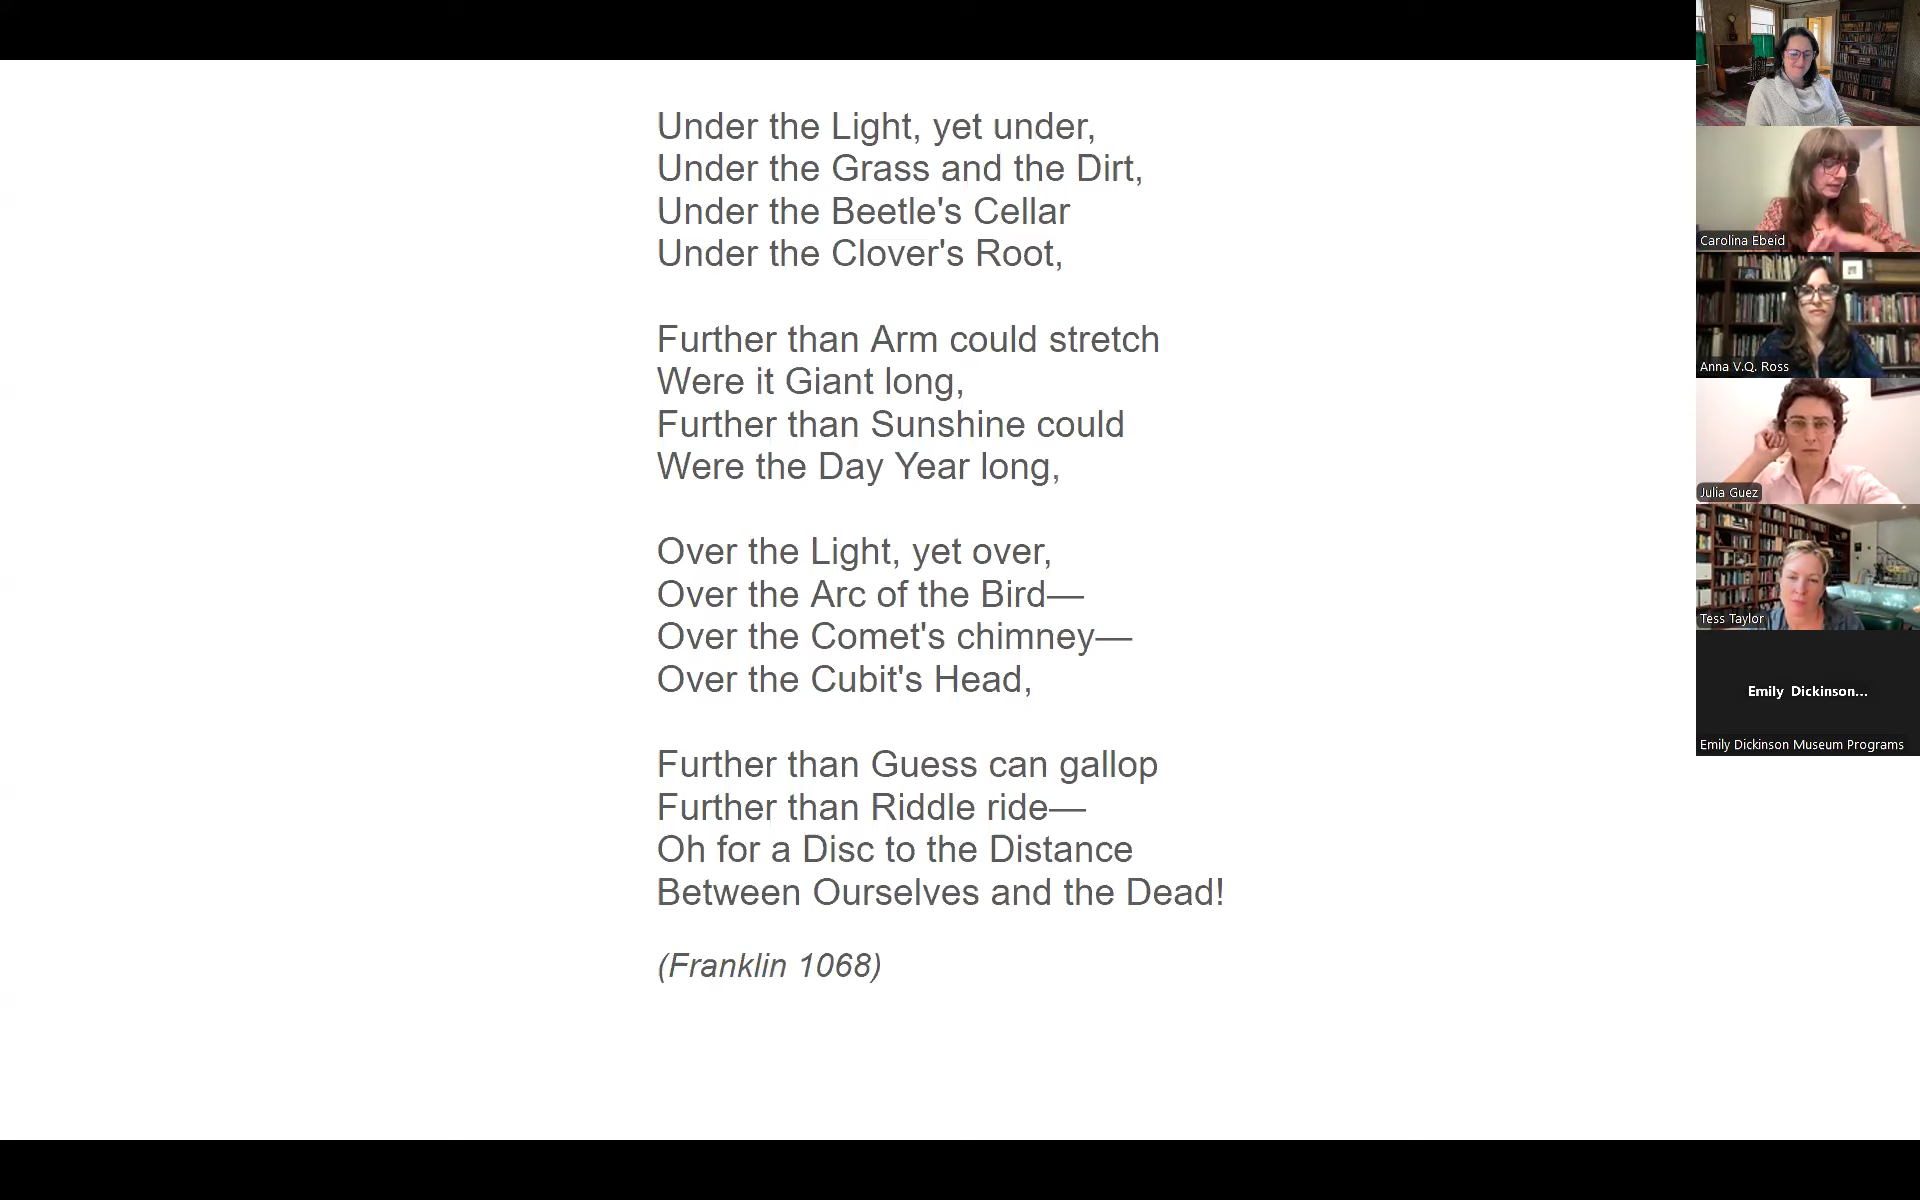 Under the Light, yet under,
Under the Grass and the Dirt,
Under the Beetle's Cellar
Under the Clover's Root,
Further than Arm could stretch
Were it Giant long,
Further than Sunshine could
Were the Day Year long,
Over the Light, yet over,
Over the Arc of the Bird—
Over the Comet's chimney—
Over the Cubit's Head,
Further than Guess can gallop
Further than Riddle ride—
Oh for a Disc to the Distance
Between Ourselves and the Dead!
(Franklin 1068)
Carolina Ebeid
Anna V.Q. Ross
Julia Guez
Tess Taylor
Emily Dickinson...
Emily Dickinson Museum Programs